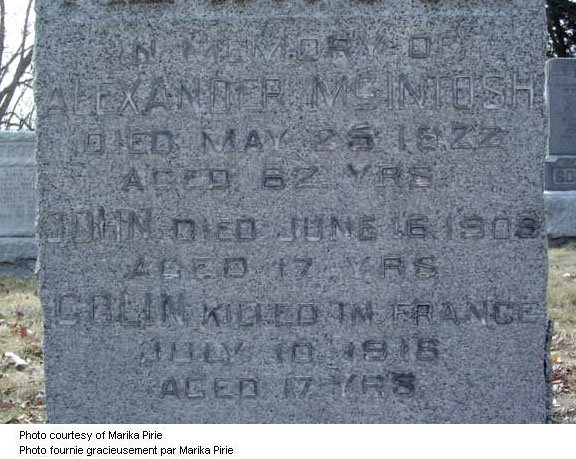 IN MEMORY OF
ALEXANDER McINTOSH
DIED MAY 1922
AGED 62 YRS
JOHN DIED JUNE 16, 1903
AGED 17 YRS
COLIN KILLED IN FRANCE
JULY 10 1916
AGED 17 YRS.
Photo courtesy of Marika Pirie
Photo fournie gracieusement par Marika Pirie